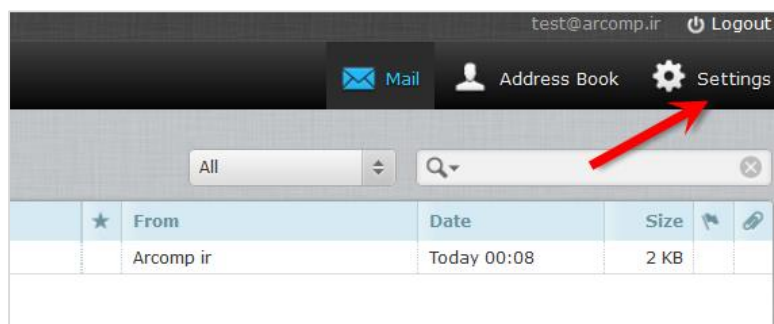 test@arcomp.ir Logout
Mail Address Book Settings
All
From Date Size
Arcomp ir Today 00:08 2 KB